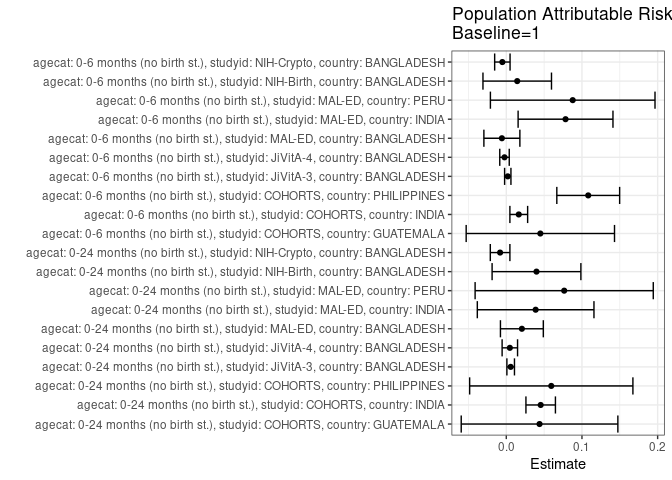 Population Attributable Risk
Baseline=1
agecat: 0-6 months (no birth st.), studyid: NIH-Crypto, country: BANGLADESH
agecat: 0-6 months (no birth st.), studyid: NIH-Birth, country: BANGLADESH
agecat: 0-6 months (no birth st.), studyid: MAL-ED, country: PERU
agecat: 0-6 months (no birth st.), studyid: MAL-ED, country: INDIA
agecat: 0-6 months (no birth st.), studyid: MAL-ED, country: BANGLADESH
agecat: 0-6 months (no birth st.), studyid: JiVitA-4, country: BANGLADESH
agecat: 0-6 months (no birth st.), studyid: JiVitA-3, country: BANGLADESH
agecat: 0-6 months (no birth st.), studyid: COHORTS, country: PHILIPPINES
agecat: 0-6 months (no birth st.), studyid: COHORTS, country: INDIA
agecat: 0-6 months (no birth st.), studyid: COHORTS, country: GUATEMALA
agecat: 0-24 months (no birth st.), studyid: NIH-Crypto, country: BANGLADESH
agecat: 0-24 months (no birth st.), studyid: NIH-Birth, country: BANGLADESH
agecat: 0-24 months (no birth st.), studyid: MAL-ED, country: PERU
agecat: 0-24 months (no birth st.), studyid: MAL-ED, country: INDIA
agecat: 0-24 months (no birth st.), studyid: MAL-ED, country: BANGLADESH
agecat: 0-24 months (no birth st.), studyid: JiVitA-4, country: BANGLADESH
agecat: 0-24 months (no birth st.), studyid: JiVitA-3, country: BANGLADESH
agecat: 0-24 months (no birth st.), studyid: COHORTS, country: PHILIPPINES
agecat: 0-24 months (no birth st.), studyid: COHORTS, country: INDIA
agecat: 0-24 months (no birth st.), studyid: COHORTS, country: GUATEMALA
0.0 0.1 0.2
Estimate